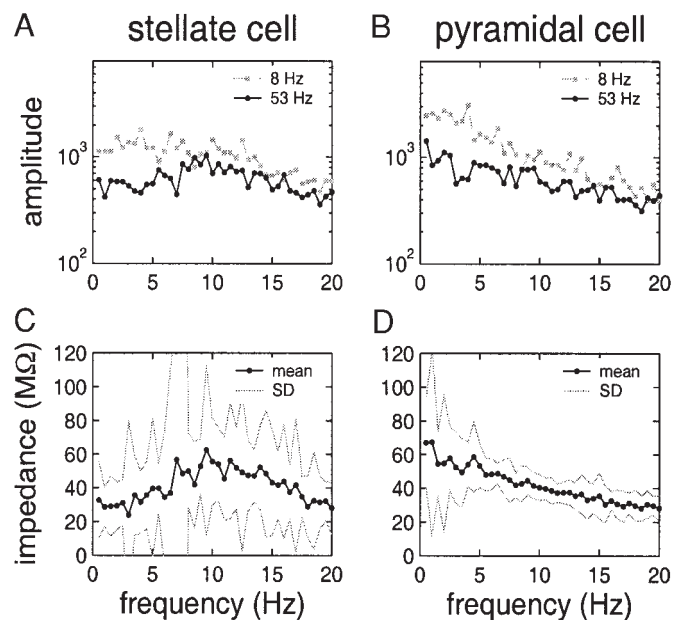 A stellate cell
B pyramidal cell
amplitude
10³
10²
8 Hz
53 Hz
0 5 10 15 20
10³
10²
8 Hz
53 Hz
0 5 10 15 20
C
impedance (MΩ)
120
100
80
60
40
20
0
mean
SD
0 5 10 15 20
frequency (Hz)
D
120
100
80
60
40
20
0
mean
SD
0 5 10 15 20
frequency (Hz)